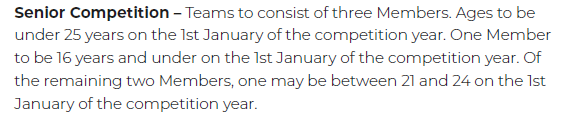 Senior Competition – Teams to consist of three Members. Ages to be
under 25 years on the 1st January of the competition year. One Member
to be 16 years and under on the 1st January of the competition year. Of
the remaining two Members, one may be between 21 and 24 on the 1st
January of the competition year.